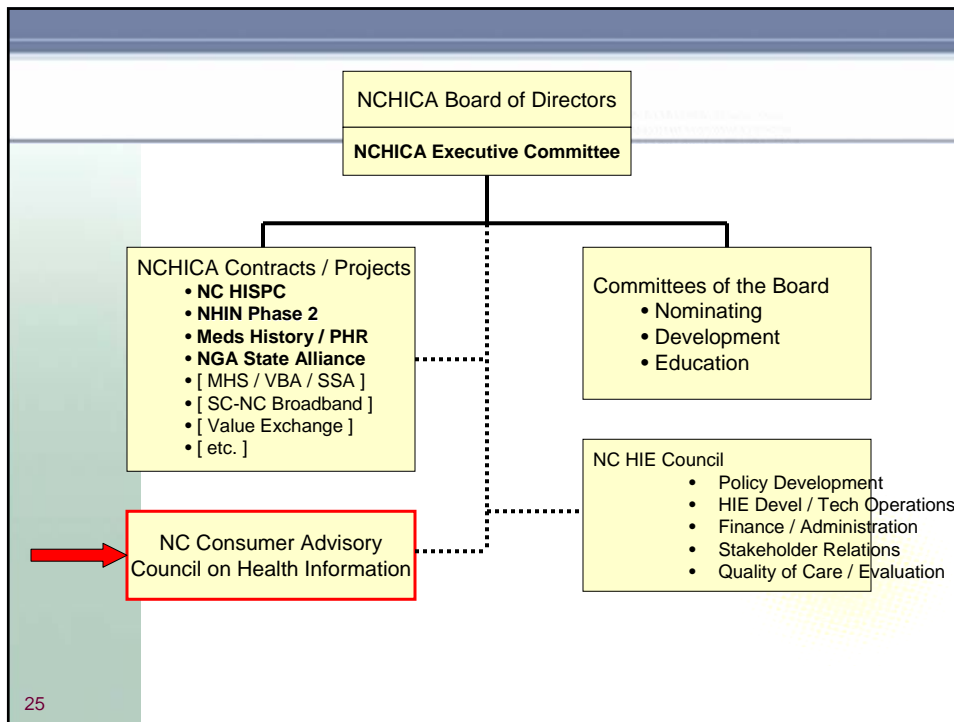 NCHICA Board of Directors
NCHICA Executive Committee
NCHICA Contracts / Projects
• NC HISPC
• NHIN Phase 2
• Meds History / PHR
• NGA State Alliance
• [ MHS / VBA / SSA ]
• [ SC-NC Broadband ]
• [ Value Exchange ]
• [ etc. ]
Committees of the Board
• Nominating
• Development
• Education
NC HIE Council
• Policy Development
• HIE Devel / Tech Operations
• Finance / Administration
• Stakeholder Relations
• Quality of Care / Evaluation
NC Consumer Advisory
Council on Health Information
25